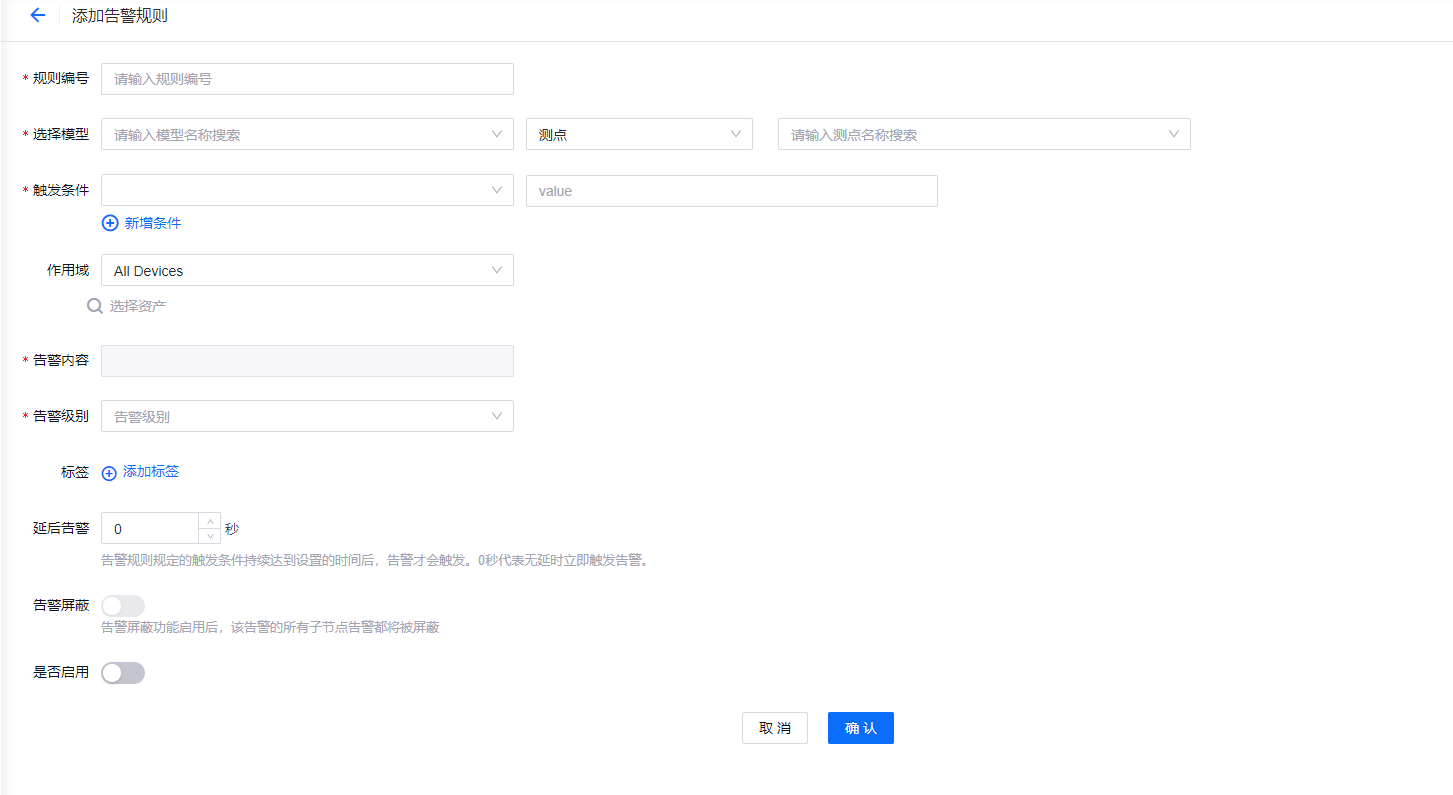 添加告警规则
* 规则编号 请输入规则编号
* 选择模型 请输入模型名称搜索 测点 请输入测点名称搜索
* 触发条件 value
新增条件
作用域 All Devices
选择资产
* 告警内容
* 告警级别 告警级别
标签 添加标签
延后告警 0 秒
告警规则规定的触发条件持续达到设置的时间后，告警才会触发。0秒代表无延时立即触发告警。
告警屏蔽
告警屏蔽功能启用后，该告警的所有子节点告警都将被屏蔽
是否启用
取 消 确 认